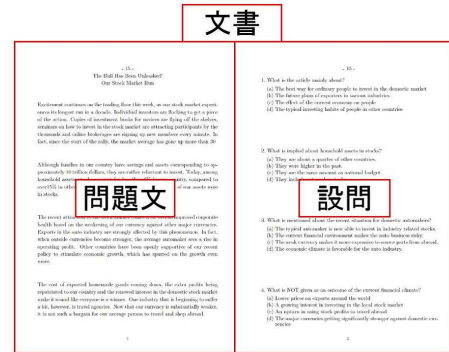 文書
- 15 -
The Bull Has Been Unleashed!
Our Stock Market Run
Excitement continues on the trading floor this week, as our stock market experi-
ences its longest run in a decade. Individual investors are flocking to get a piece
of the action. Copies of investment books for novices are flying off the shelves,
seminars on how to invest in the stock market are attracting participants by the
thousands and online brokerages are signing up new members every minute. In
fact, since the start of the rally, the market average has gone up more than 30
Although families in our country have savings and assets corresponding to ap-
proximately 10 trillion dollars, they are rather reluctant to invest. Today, among
household assets
compared to
over35% in other
of our assets were
in stocks.
問題文
The recent
improved corporate
health based on the weakening of our currency against other major currencies.
Exports in the auto industry are strongly affected by this phenomenon. In fact,
when outside currencies become stronger, the average automaker sees a rise in
operating profit. Other countries have been openly supportive of our recent
policy to stimulate economic growth, which has spurred on the growth even
more.
The cost of expected homemade goods coming down, the extra profits being
repatriated to our country and the renewed interest in the domestic stock market
make it sound like everyone is a winner. One industry that is beginning to suffer
a bit, however, is travel agencies. Now that our currency is substantially weaker,
it is not such a bargain for our average person to travel and shop abroad.
1
- 16 -
1. What is the article mainly about?
(a) The best way for ordinary people to invest in the domestic market
(b) The future plans of exporters in various industries
(c) The effect of the current economy on people
(d) The typical investing habits of people in other countries
2. What is implied about household assets in stocks?
(a) They are about a quarter of other countries.
(b) They were higher in the past.
(c) They are the same amount as national budget.
(d) They
設問
3. What is mentioned about the recent situation for domestic automakers?
(a) The typical automaker is now able to invest in industry related stocks.
(b) The current financial environment makes the auto business risky.
(c) The weak currency makes it more expensive to source parts from abroad.
(d) The economic climate is favorable for the auto industry.
4. What is NOT given as an outcome of the current financial climate?
(a) Lower prices on exports around the world
(b) A growing interest in investing in the local stock market
(c) An upturn in using stock profits to travel abroad
(d) The major currencies getting significantly stronger against domestic cur-
rencies
2